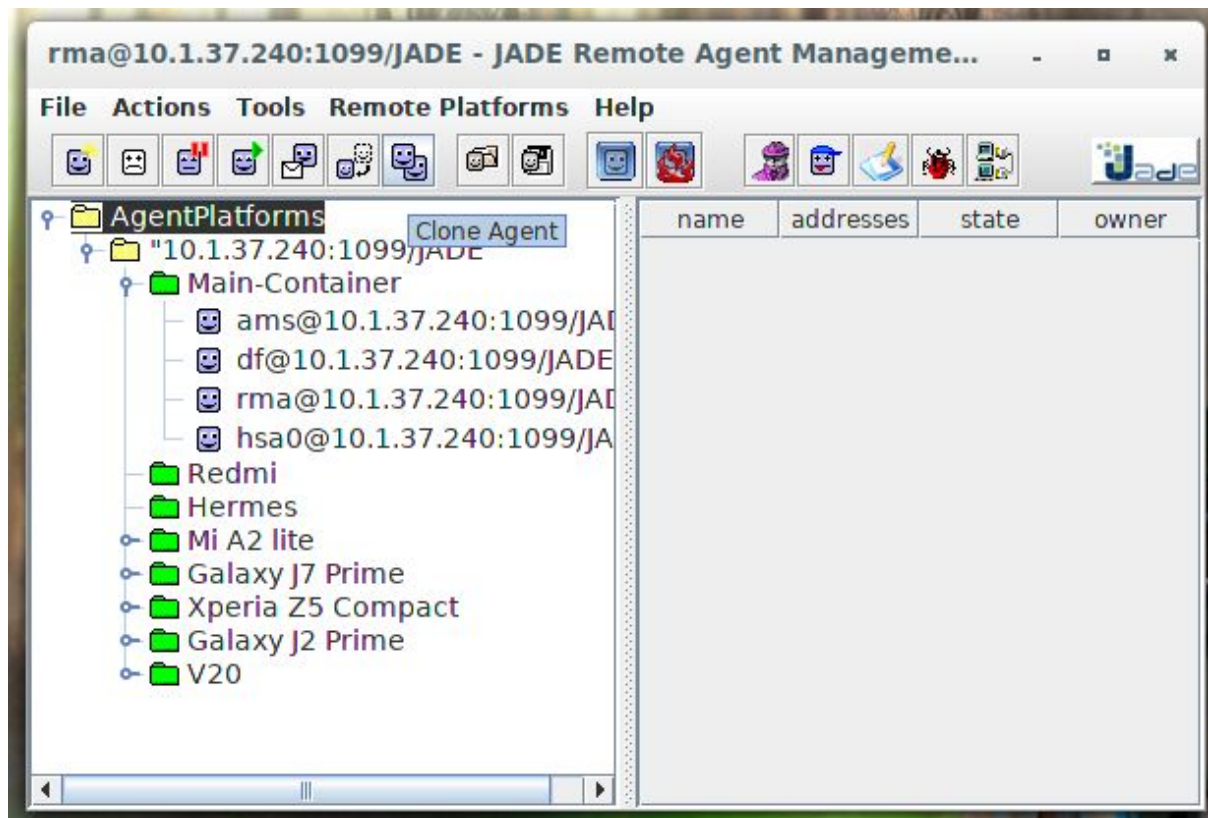 rma@10.1.37.240:1099/JADE - JADE Remote Agent Manageme...
File Actions Tools Remote Platforms Help
Jade
AgentPlatforms
Clone Agent
"10.1.37.240:1099/JADE"
Main-Container
ams@10.1.37.240:1099/JAD
df@10.1.37.240:1099/JADE
rma@10.1.37.240:1099/JAD
hsa0@10.1.37.240:1099/JA
Redmi
Hermes
Mi A2 lite
Galaxy J7 Prime
Xperia Z5 Compact
Galaxy J2 Prime
V20
name addresses state owner